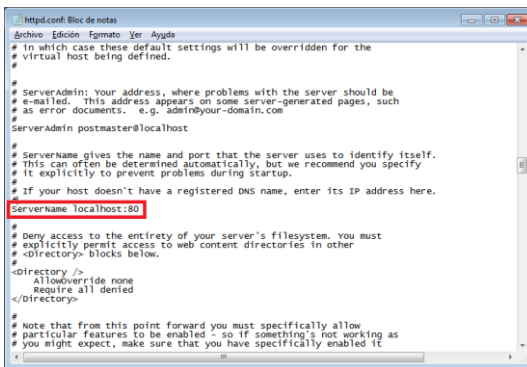 httpd.conf: Bloc de notas
Archivo Edición Formato Ver Ayuda
# in which case these default settings will be overridden for the
# virtual host being defined.
#
#
# ServerAdmin: Your address, where problems with the server should be
# e-mailed. This address appears on some server-generated pages, such
# as error documents. e.g. admin@your-domain.com
#
ServerAdmin postmaster@localhost
#
# ServerName gives the name and port that the server uses to identify itself.
# This can often be determined automatically, but we recommend you specify
# it explicitly to prevent problems during startup.
#
# If your host doesn't have a registered DNS name, enter its IP address here.
#
ServerName localhost:80
#
# Deny access to the entirety of your server's filesystem. You must
# explicitly permit access to web content directories in other
# <Directory> blocks below.
#
<Directory />
AllowOverride none
Require all denied
</Directory>
#
# Note that from this point forward you must specifically allow
# particular features to be enabled - so if something's not working as
# you might expect, make sure that you have specifically enabled it